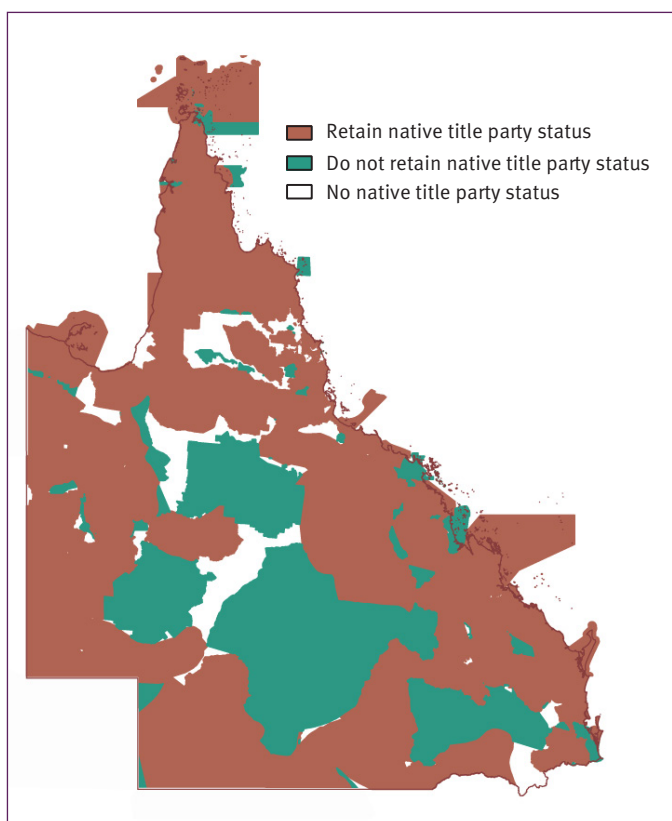 Retain native title party status
Do not retain native title party status
No native title party status